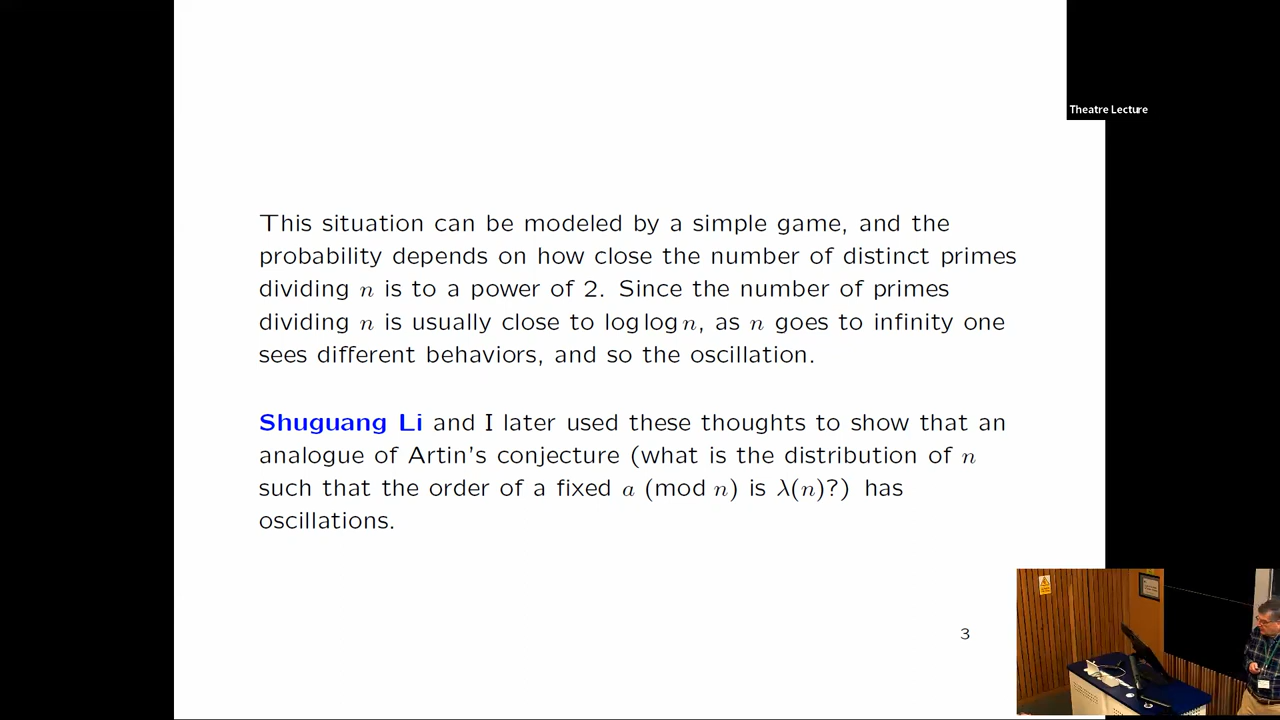 Theatre Lecture
This situation can be modeled by a simple game, and the
probability depends on how close the number of distinct primes
dividing n is to a power of 2. Since the number of primes
dividing n is usually close to log log n, as n goes to infinity one
sees different behaviors, and so the oscillation.
Shuguang Li and I later used these thoughts to show that an
analogue of Artin's conjecture (what is the distribution of n
such that the order of a fixed a (mod n) is λ(n)?) has
oscillations.
3